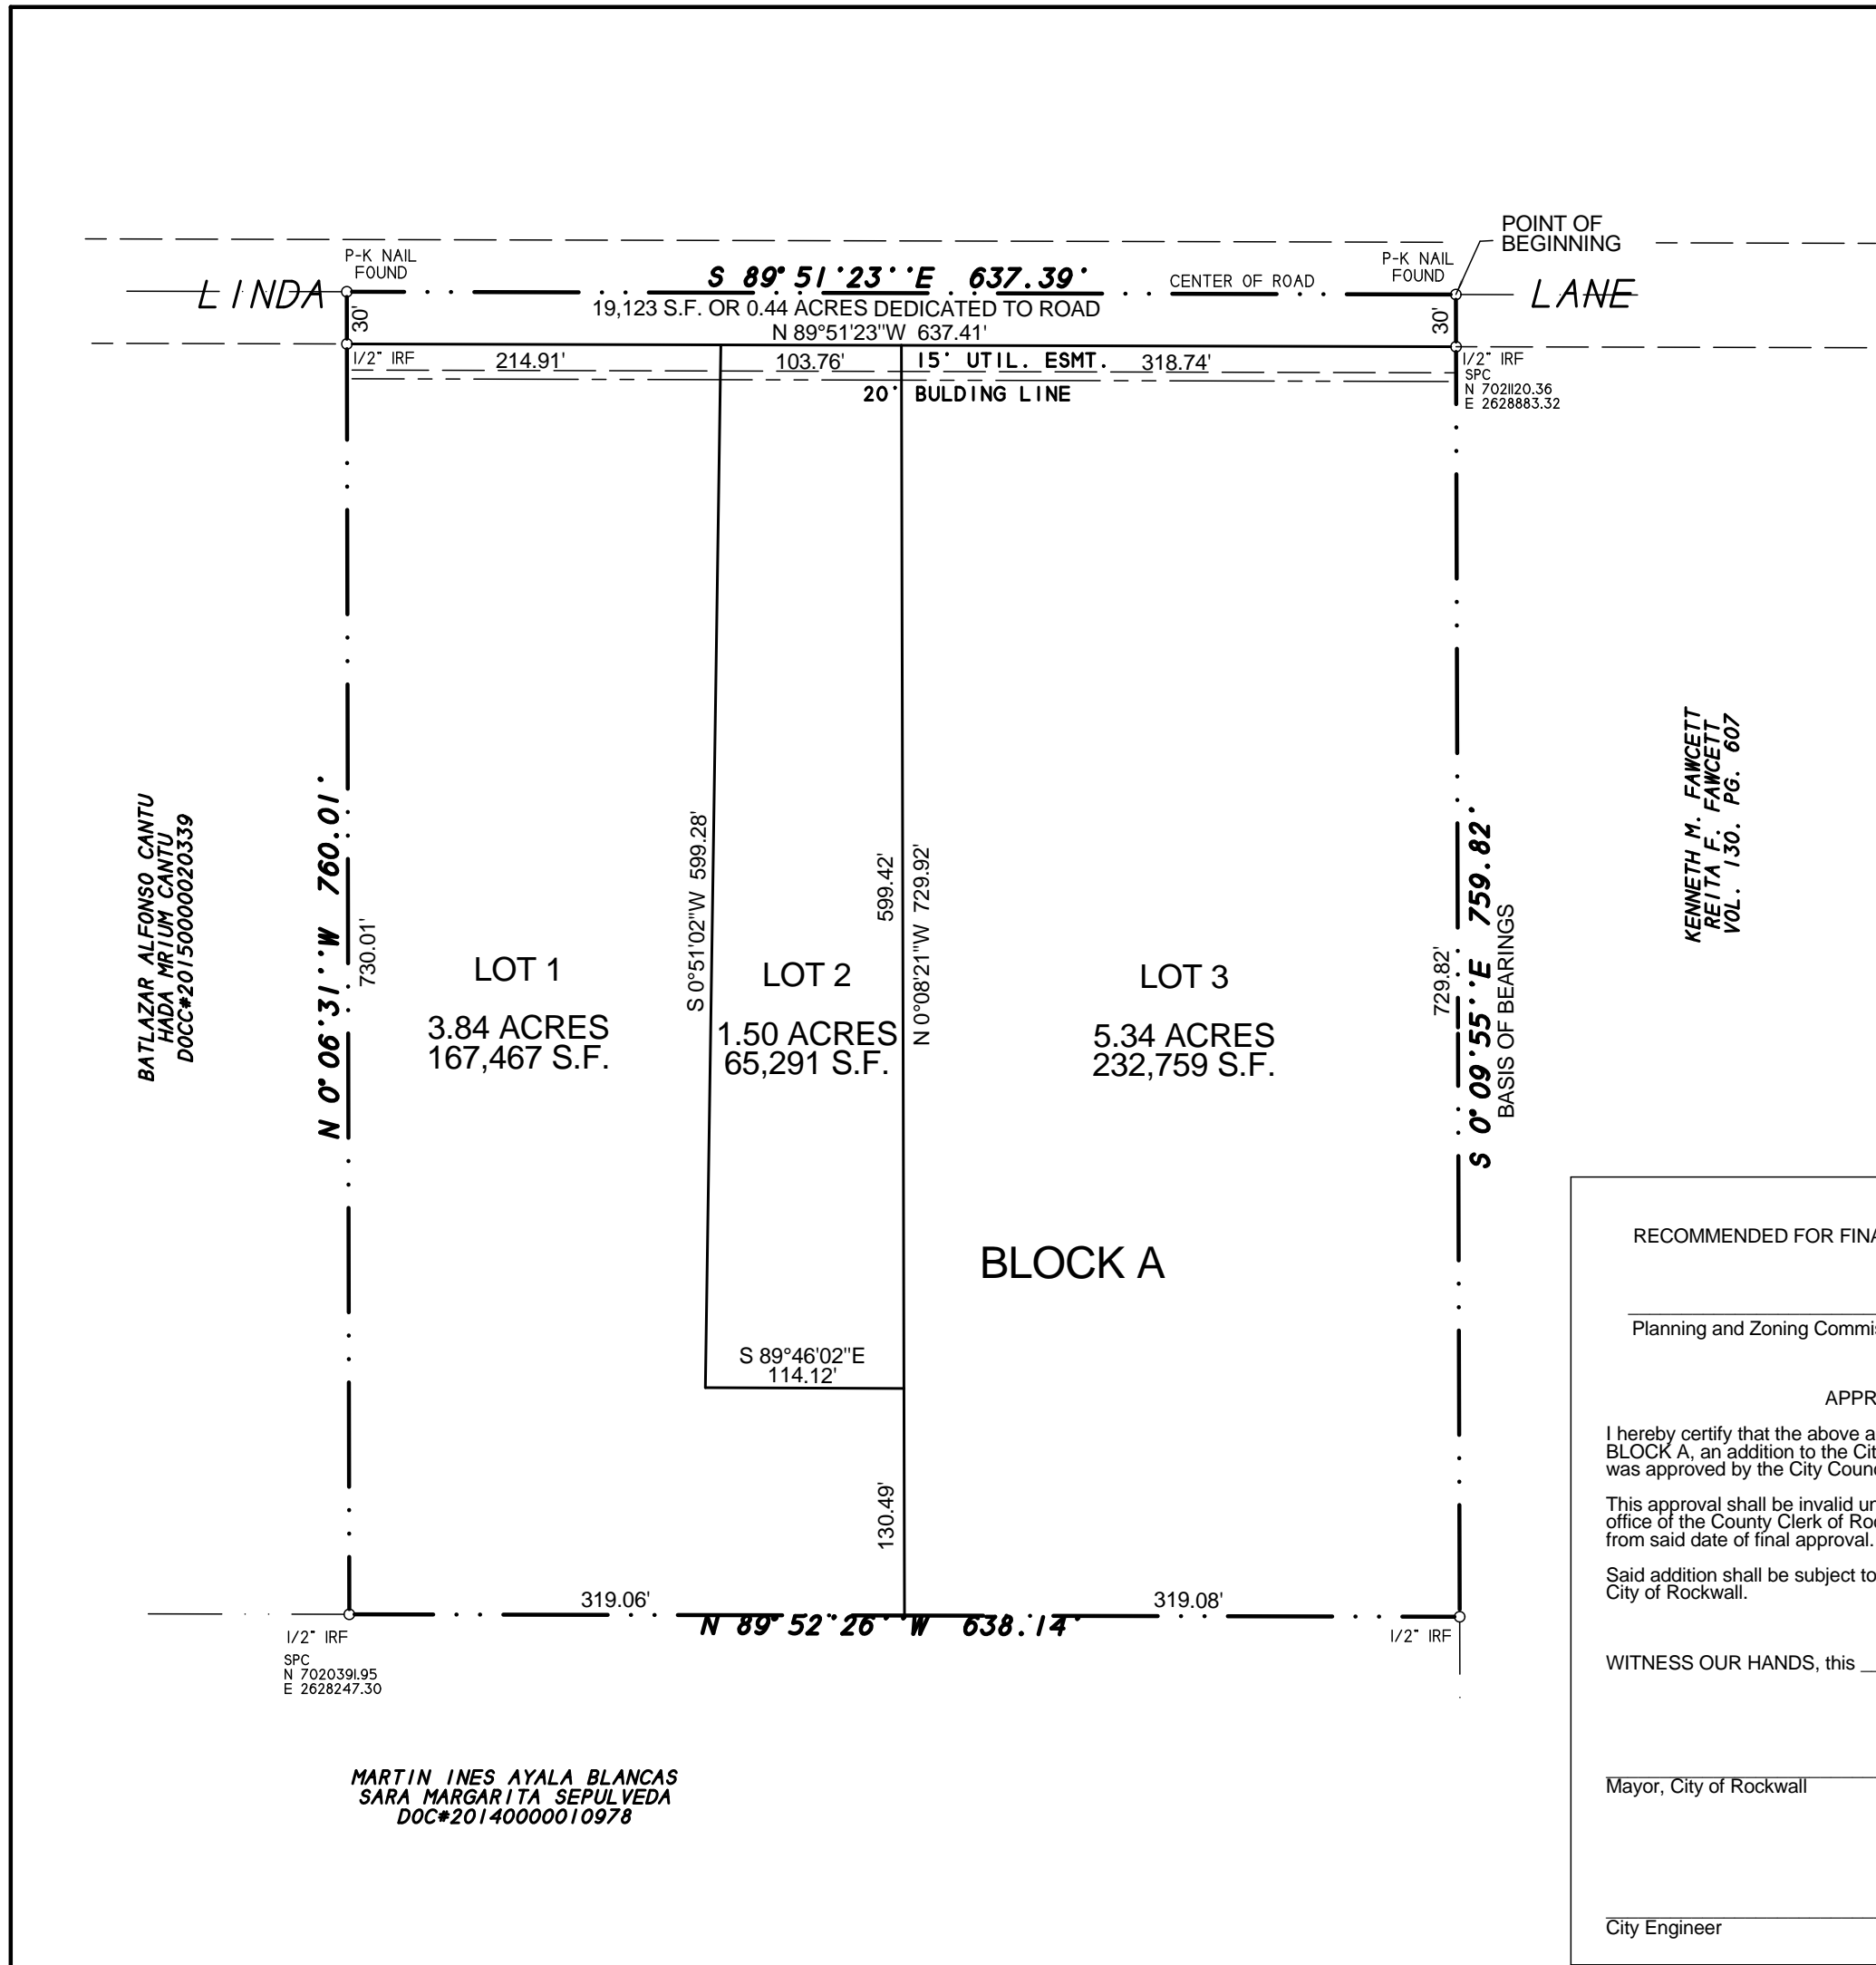 POINT OF
BEGINNING
P-K NAIL
FOUND
P-K NAIL
FOUND
LINDA
LANE
S 89°51'23''E 637.39'
CENTER OF ROAD
19,123 S.F. OR 0.44 ACRES DEDICATED TO ROAD
N 89°51'23"W 637.41'
30'
30'
1/2" IRF
214.91'
103.76'
15' UTIL. ESMT.
318.74'
1/2" IRF
SPC
N 7021120.36
E 2628883.32
20' BULDING LINE
BATLAZAR ALFONSO CANTU
HADA MRIUM CANTU
DOCC#20150000020339
N 0°06'31''W 760.01'
730.01'
S 0°51'02"W 599.28'
599.42'
N 0°08'21"W 729.92'
729.82'
S 0°09'55''E 759.82'
BASIS OF BEARINGS
KENNETH M. FAWCETT
REITA F. FAWCETT
VOL. 130. PG. 607
LOT 1
3.84 ACRES
167,467 S.F.
LOT 2
1.50 ACRES
65,291 S.F.
LOT 3
5.34 ACRES
232,759 S.F.
BLOCK A
S 89°46'02"E
114.12'
130.49'
319.06'
319.08'
N 89°52'26''W 638.14'
1/2" IRF
SPC
N 7020391.95
E 2628247.30
1/2" IRF
MARTIN INES AYALA BLANCAS
SARA MARGARITA SEPULVEDA
DOC#20140000010978
RECOMMENDED FOR FINA
Planning and Zoning Commis
APPR
I hereby certify that the above a
BLOCK A, an addition to the Cit
was approved by the City Counc
This approval shall be invalid un
office of the County Clerk of Roc
from said date of final approval.
Said addition shall be subject to
City of Rockwall.
WITNESS OUR HANDS, this __
Mayor, City of Rockwall
City Engineer